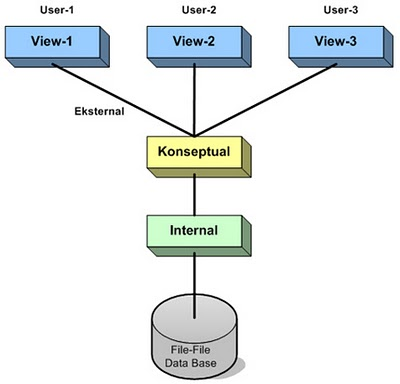 User-1 User-2 User-3
View-1 View-2 View-3
Eksternal
Konseptual
Internal
File-File
Data Base